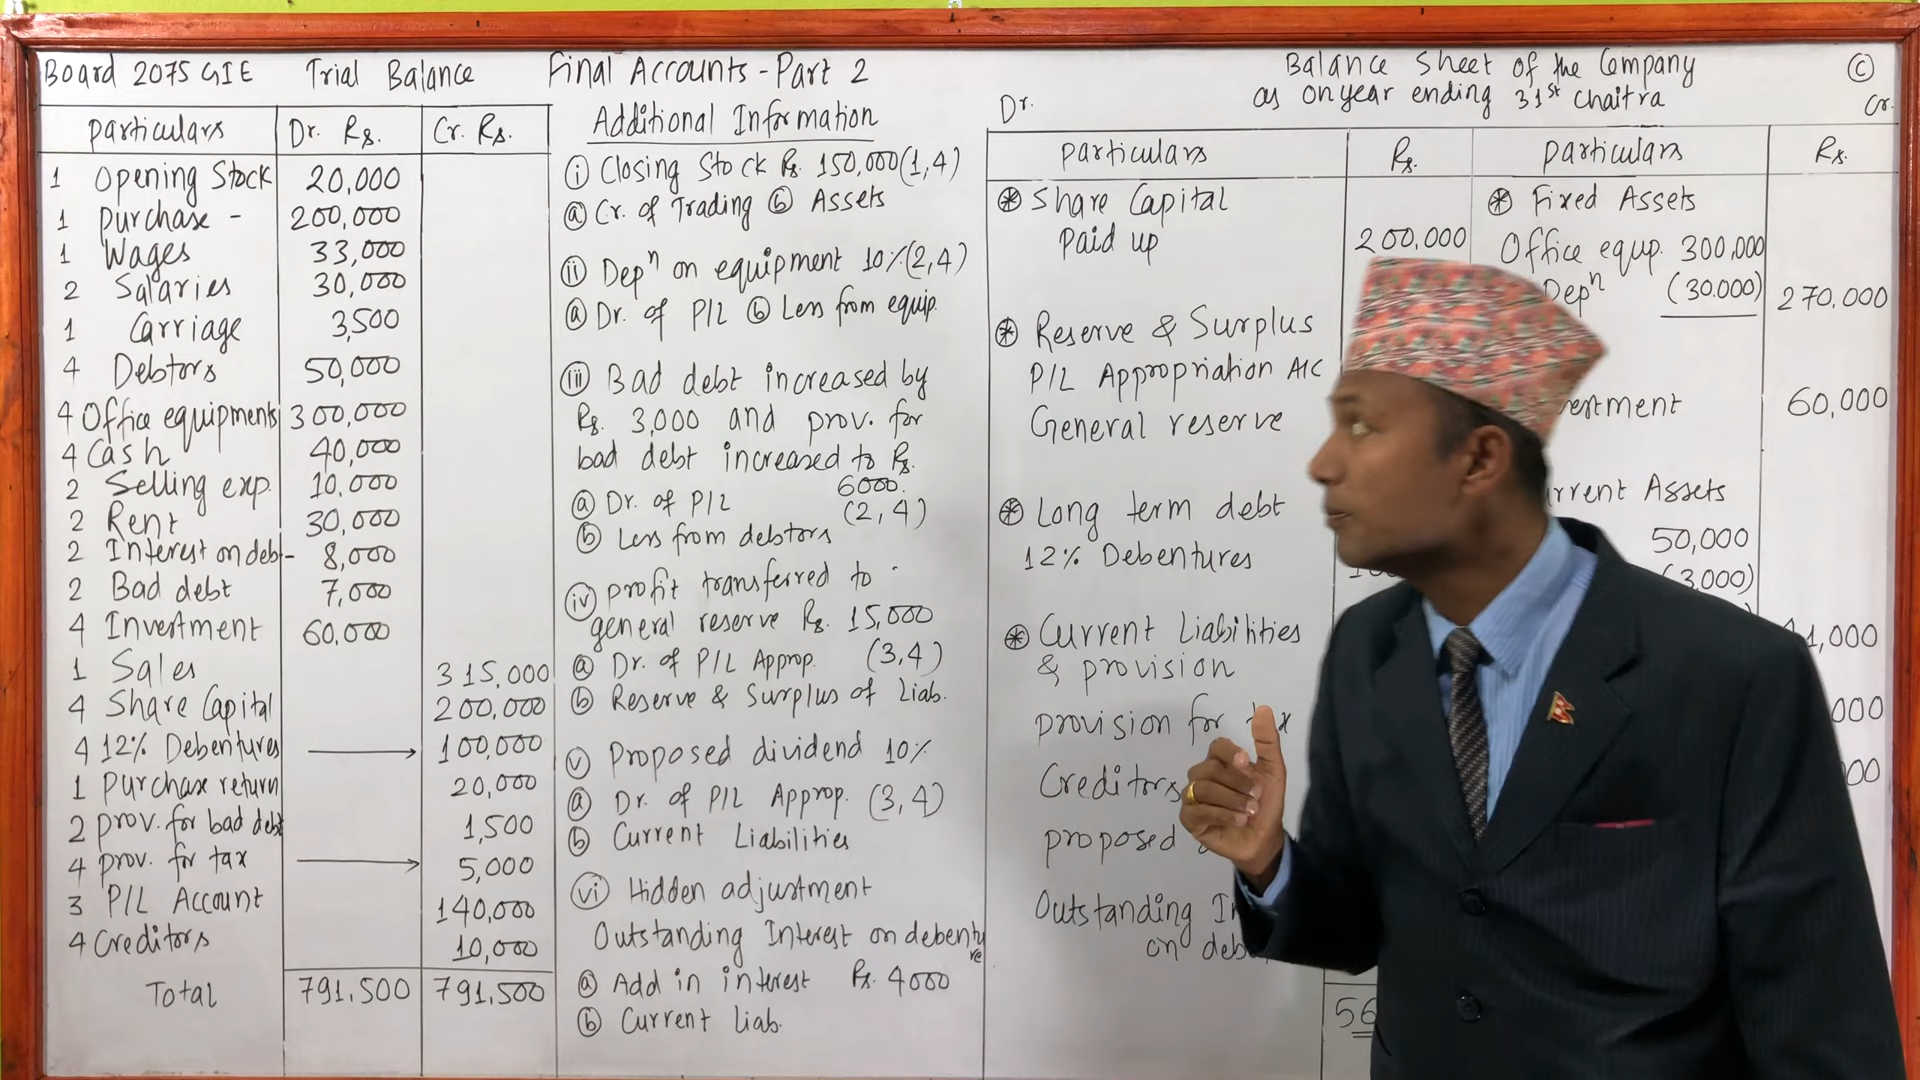 Board 2075 GIE Trial Balance Final Accounts - Part 2
Particulars Dr. Rs. Cr. Rs.
1 Opening Stock 20,000
1 Purchase - 200,000
1 Wages 33,000
2 Salaries 30,000
1 Carriage 3,500
4 Debtors 50,000
4 Office equipments 300,000
4 Cash 40,000
2 Selling exp. 10,000
2 Rent 30,000
2 Interest on deb- 8,000
2 Bad debt 7,000
4 Investment 60,000
1 Sales 315,000
4 Share Capital 200,000
4 12% Debentures 100,000
1 Purchase return 20,000
2 Prov. for bad debt 1,500
4 Prov. for tax 5,000
3 P/L Account 140,000
4 Creditors 10,000
Total 791,500 791,500
Additional Information
(i) Closing Stock Rs. 150,000 (1,4)
(a) Cr. of Trading (b) Assets
(ii) Depn on equipment 10% (2,4)
(a) Dr. of P/L (b) Less from equip.
(iii) Bad debt increased by
Rs. 3,000 and prov. for
bad debt increased to Rs.
6000.
(a) Dr. of P/L (2,4)
(b) Less from debtors
(iv) Profit transferred to
general reserve Rs. 15,000
(a) Dr. of P/L Approp. (3,4)
(b) Reserve & Surplus of Liab.
(v) Proposed dividend 10%
(a) Dr. of P/L Approp. (3,4)
(b) Current Liabilities
(vi) Hidden adjustment
Outstanding Interest on debenture
(a) Add in interest Rs. 4000
(b) Current Liab.
Balance Sheet of the Company ©
Dr. as on year ending 31st Chaitra Cr.
Particulars Rs. Particulars Rs.
* Share Capital
Paid up 200,000
* Reserve & Surplus
P/L Appropriation A/C
General reserve
* Long term debt
12% Debentures
* Current Liabilities
& provision
provision for tax
Creditors
proposed
Outstanding
on
56
* Fixed Assets
Office equp. 300,000
Depn (30.000) 270,000
60,000
Assets
50,000
3,000)
1,000
000
00